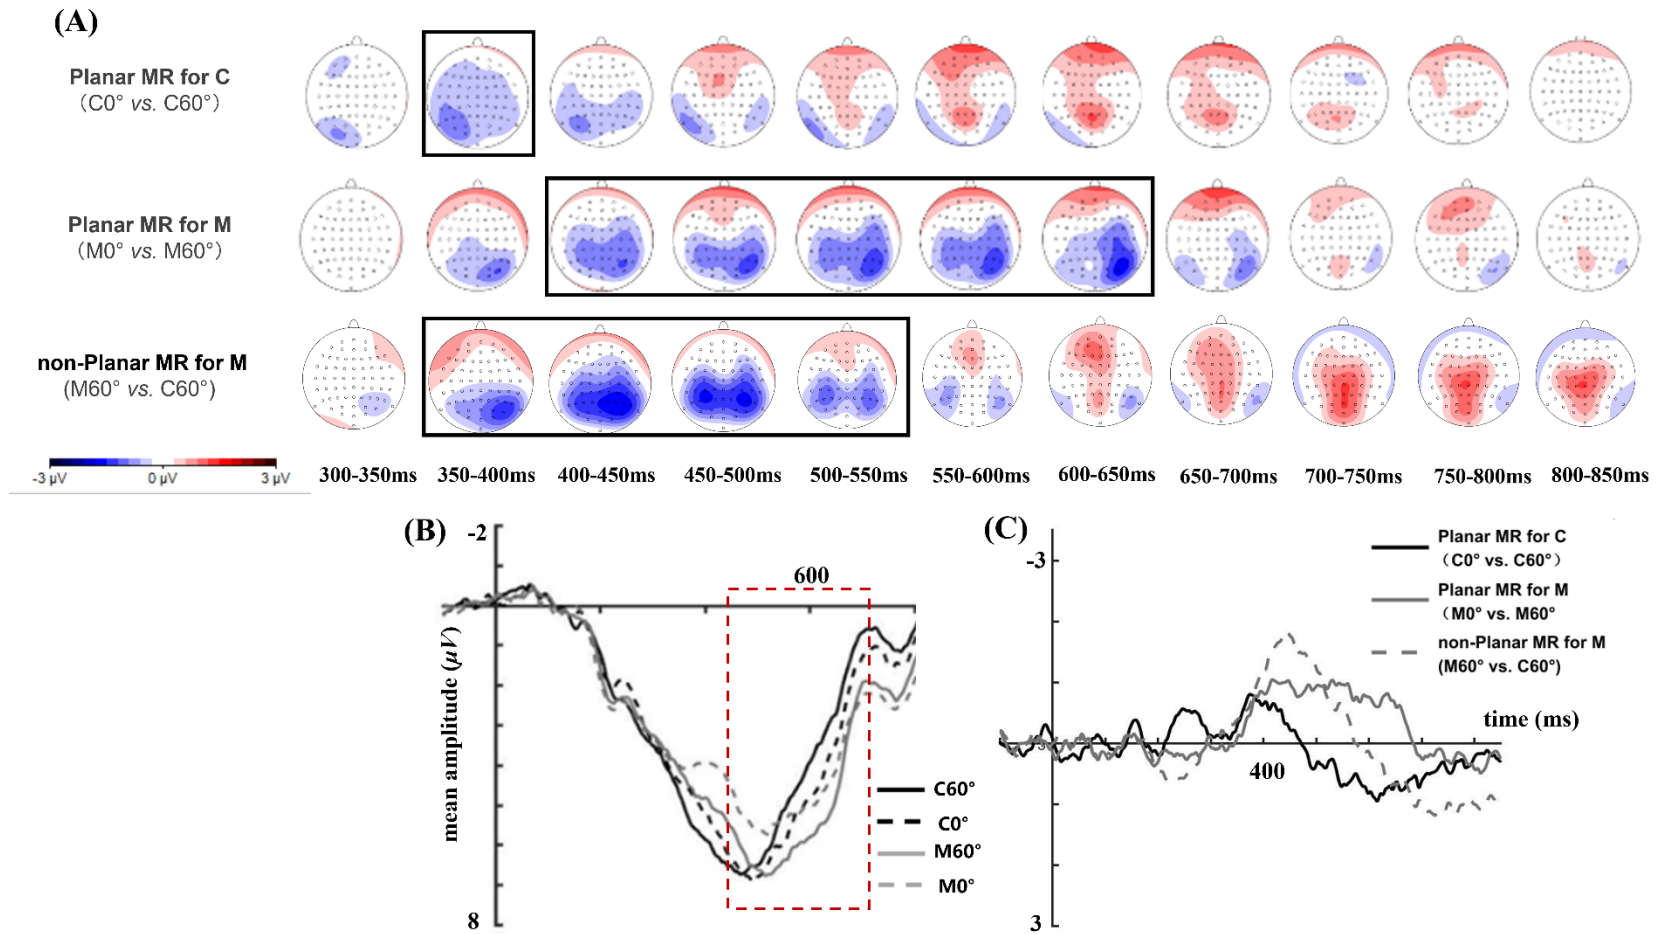 (A)
Planar MR for C
（C0° vs. C60°）
Planar MR for M
（M0° vs. M60°）
non-Planar MR for M
(M60° vs. C60°)
-3 µV 0 µV 3 µV
300-350ms 350-400ms 400-450ms 450-500ms 500-550ms 550-600ms 600-650ms 650-700ms 700-750ms 750-800ms 800-850ms
(B)
-2
600
mean amplitude (µV)
8
C60°
C0°
M60°
M0°
(C)
-3
Planar MR for C
（C0° vs. C60°）
Planar MR for M
（M0° vs. M60°
non-Planar MR for M
(M60° vs. C60°)
time (ms)
400
3